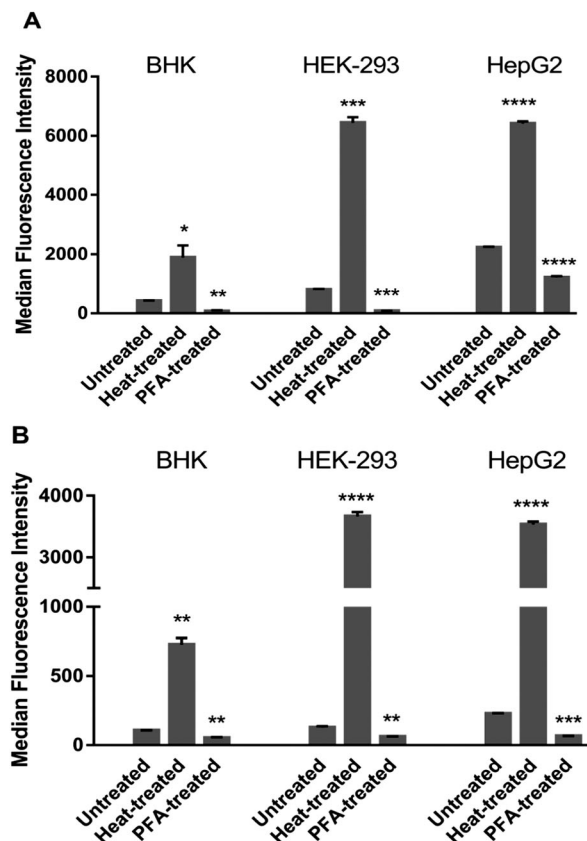 A
BHK HEK-293 HepG2
Median Fluorescence Intensity
8000
6000
4000
2000
0
* ** *** *** **** ****
Untreated Heat-treated PFA-treated Untreated Heat-treated PFA-treated Untreated Heat-treated PFA-treated
B
BHK HEK-293 HepG2
Median Fluorescence Intensity
4000
3000
1000
500
0
** ** **** ** **** ***
Untreated Heat-treated PFA-treated Untreated Heat-treated PFA-treated Untreated Heat-treated PFA-treated